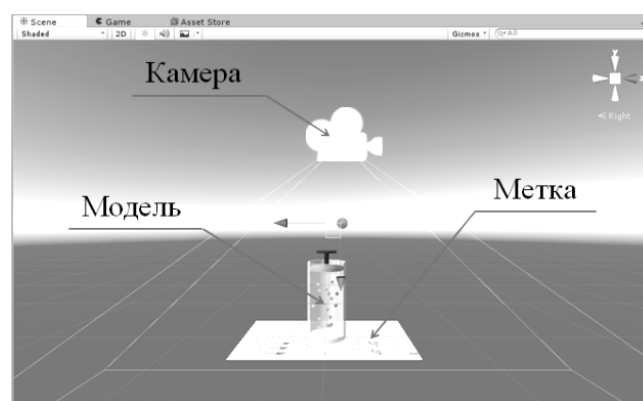 Scene Game Asset Store
Shaded 2D Gizmos All
y
z
Right
Камера
Метка
Модель